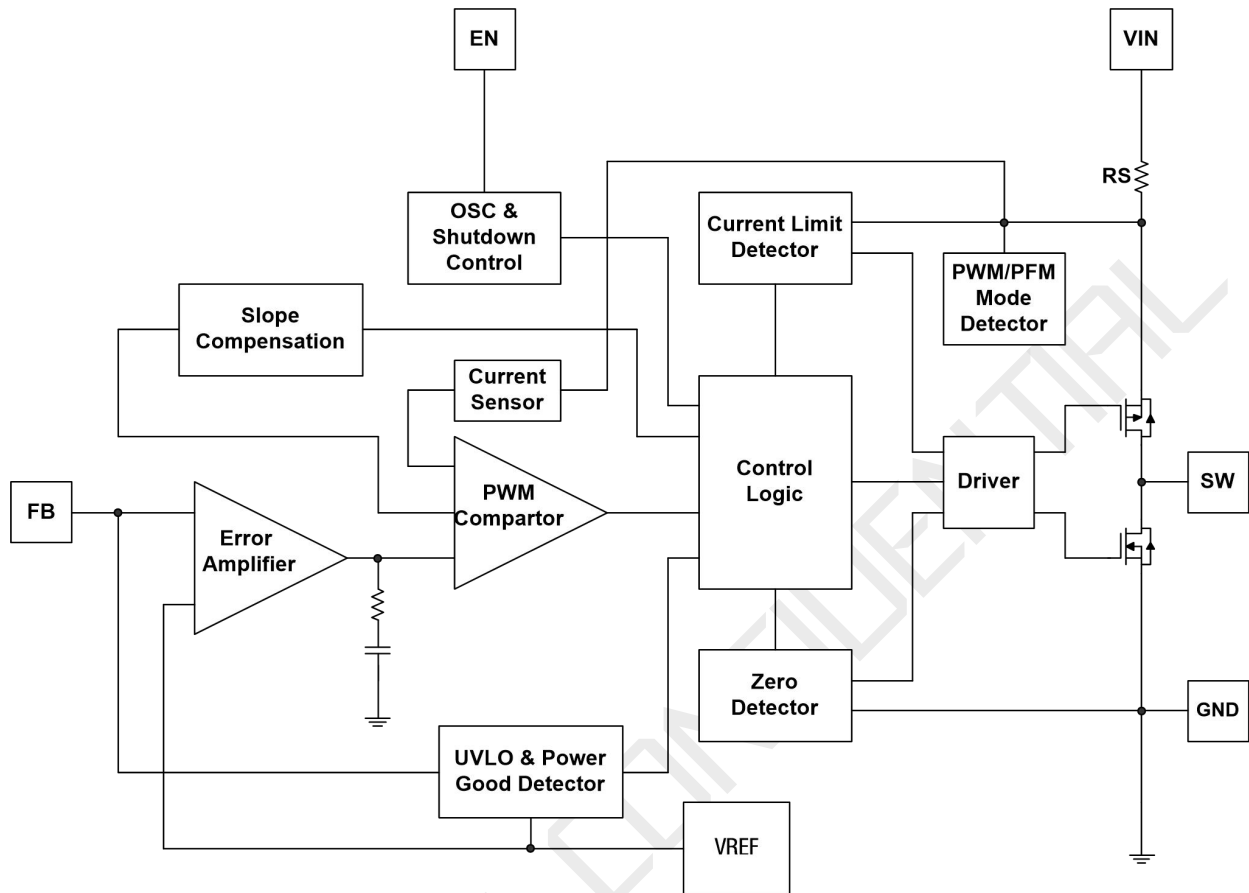 EN
VIN
RS
OSC &
Shutdown
Control
Current Limit
Detector
PWM/PFM
Mode
Detector
Slope
Compensation
Current
Sensor
PWM
Compartor
Control
Logic
Driver
SW
FB
Error
Amplifier
Zero
Detector
GND
UVLO & Power
Good Detector
VREF
CONFIDENTIAL